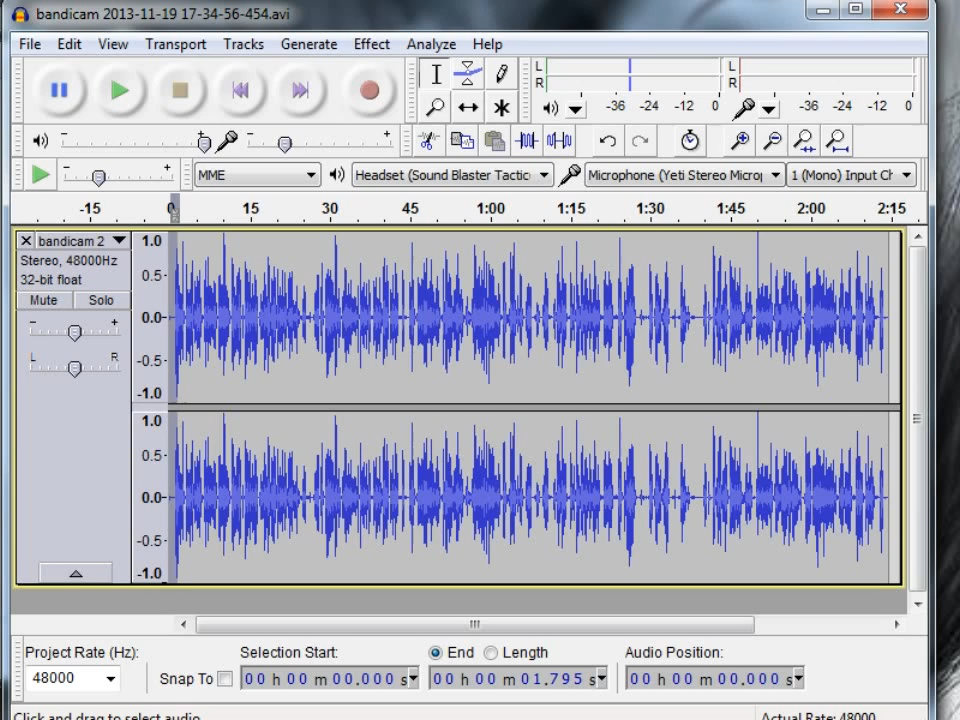 bandicam 2013-11-19 17-34-56-454.avi
File Edit View Transport Tracks Generate Effect Analyze Help
L L
R R
-36 -24 -12 0 -36 -24 -12 0
- + - +
- + MME Headset (Sound Blaster Tactic Microphone (Yeti Stereo Microp 1 (Mono) Input Ch
-15 0 15 30 45 1:00 1:15 1:30 1:45 2:00 2:15
X bandicam 2 1.0
Stereo, 48000Hz
32-bit float 0.5-
Mute Solo
- + 0.0-
L R -0.5-
-1.0
1.0
0.5-
0.0-
-0.5-
-1.0
Project Rate (Hz): Selection Start: End Length Audio Position:
48000 Snap To 00 h 00 m 00.000 s 00 h 00 m 01.795 s 00 h 00 m 00.000 s
Click and drag to select audio Actual Rate: 48000